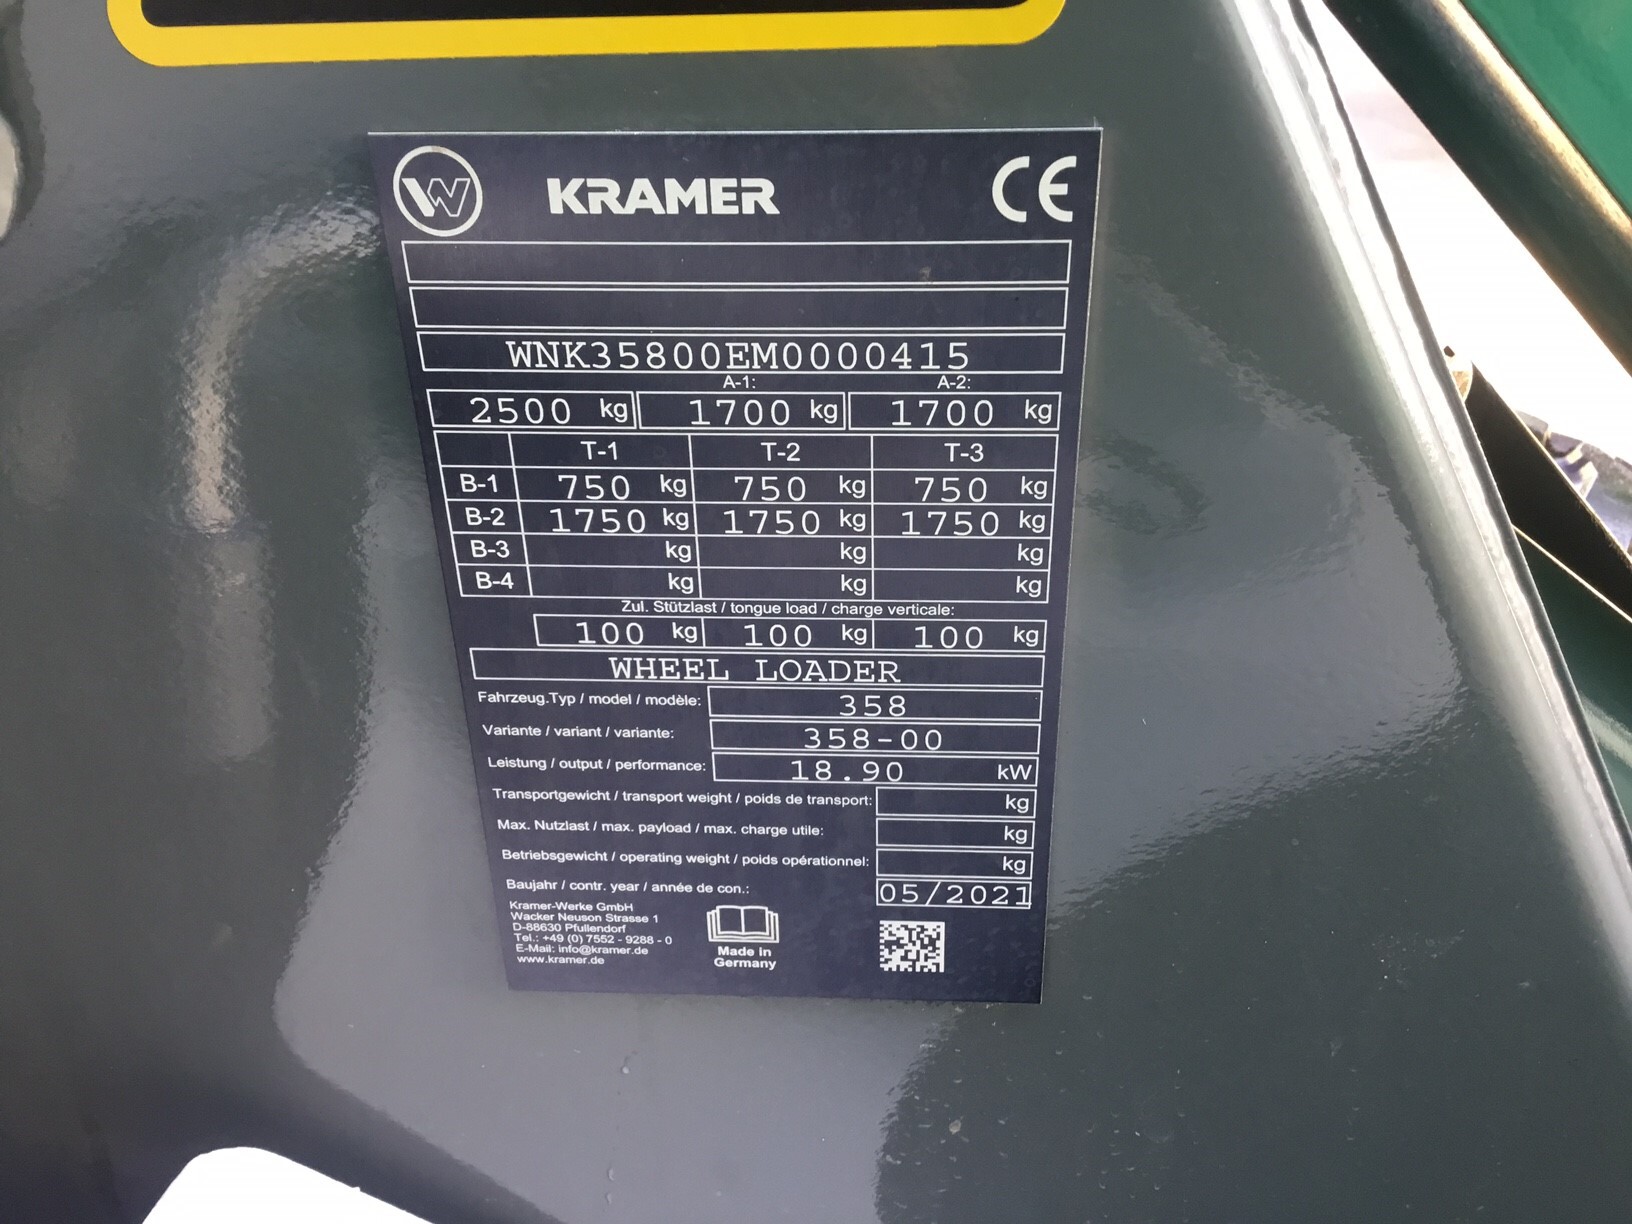 W KRAMER CE
WNK35800EM0000415
A-1: A-2:
2500 kg 1700 kg 1700 kg
T-1 T-2 T-3
B-1 750 kg 750 kg 750 kg
B-2 1750 kg 1750 kg 1750 kg
B-3 kg kg kg
B-4 kg kg kg
Zul. Stützlast / tongue load / charge verticale:
100 kg 100 kg 100 kg
WHEEL LOADER
Fahrzeug.Typ / model / modèle: 358
Variante / variant / variante: 358-00
Leistung / output / performance: 18.90 kW
Transportgewicht / transport weight / poids de transport: kg
Max. Nutzlast / max. payload / max. charge utile: kg
Betriebsgewicht / operating weight / poids opérationnel: kg
Baujahr / contr. year / année de con.: 05/2021
Kramer-Werke GmbH
Wacker Neuson Strasse 1
D-88630 Pfullendorf
Tel.: +49 (0) 7552 - 9288 - 0
E-Mail: info@kramer.de
www.kramer.de
Made in
Germany